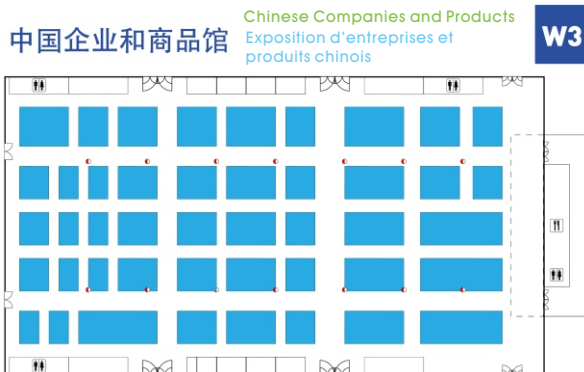 中国企业和商品馆
Chinese Companies and Products
Exposition d'entreprises et
produits chinois
W3